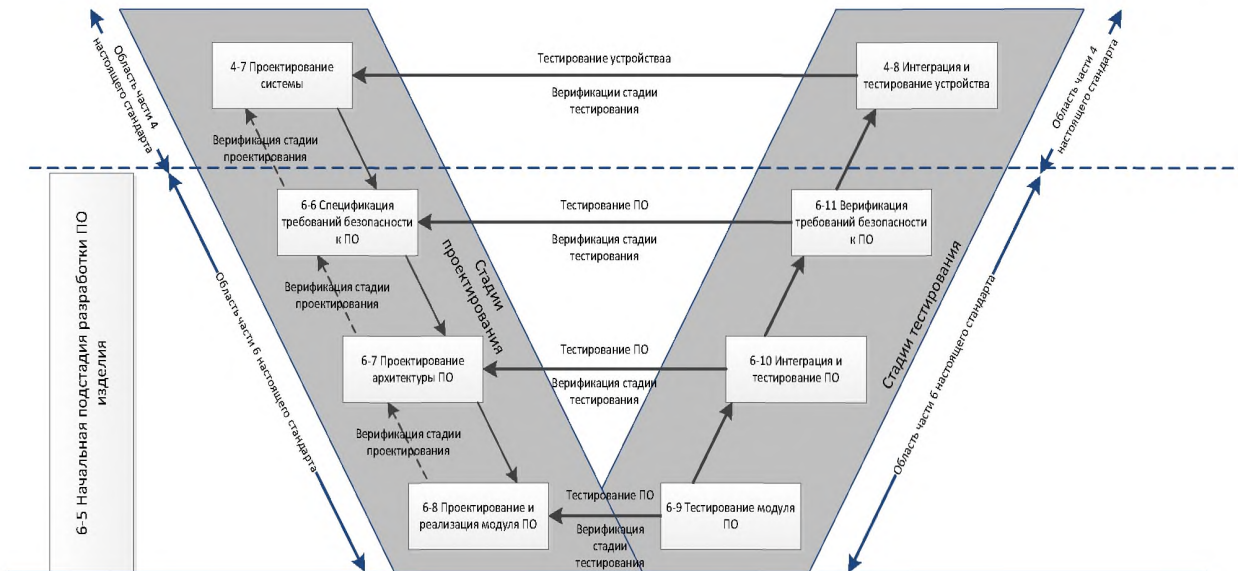 Область части 4
настоящего стандарта
4-7 Проектирование
системы
Тестирование устройстваа
Верификации стадии
тестирования
4-8 Интеграция и
тестирование устройства
Область части 4
настоящего стандарта
Верификация стадии
проектирования
6-5 Начальная подстадия разработки ПО
изделия
6-6 Спецификация
требований безопасности
к ПО
Тестирование ПО
Верификация стадии
тестирования
6-11 Верификация
требований безопасности
к ПО
Верификация стадии
проектирования
Стадии
проектирования
Область части 6 настоящего стандарта
6-7 Проектирование
архитектуры ПО
Тестирование ПО
Верификация стадии
тестирования
6-10 Интеграция и
тестирование ПО
Стадии тестирования
Область части 6 настоящего стандарта
Верификация стадии
проектирования
6-8 Проектирование и
реализация модуля ПО
Тестирование ПО
Верификация
стадии
тестирования
6-9 Тестирование модуля
ПО